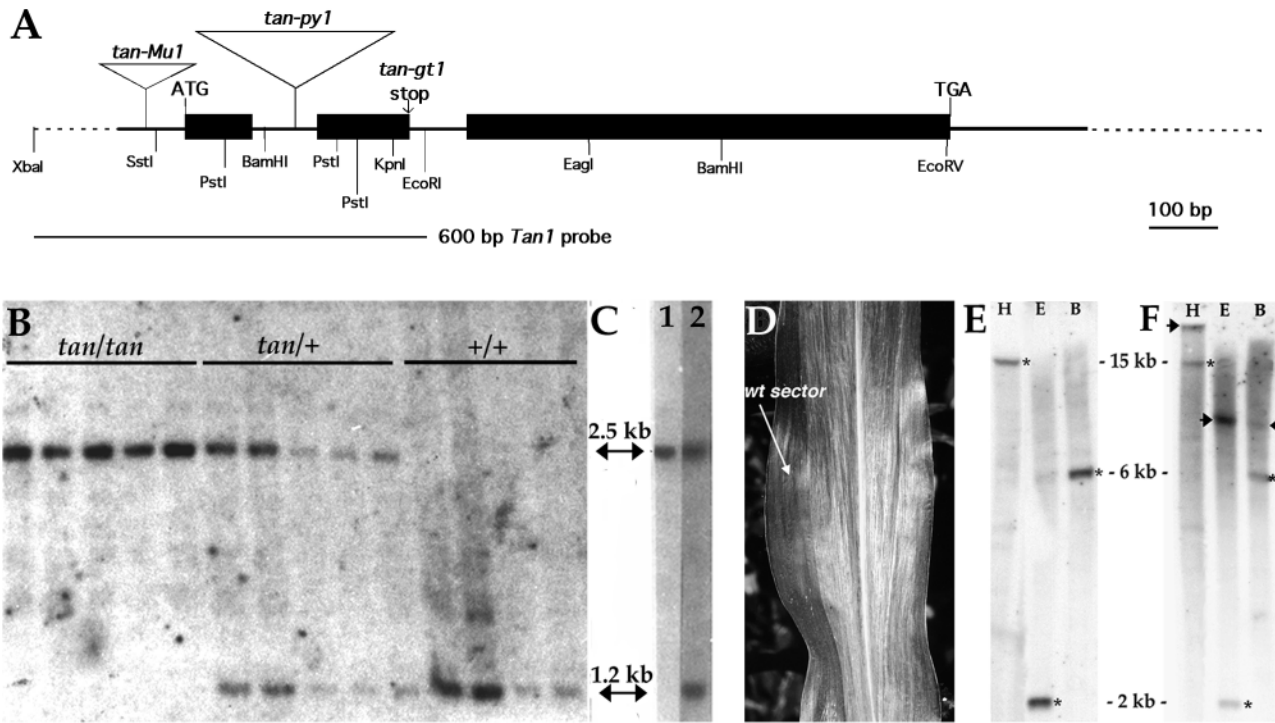 A
tan-py1
tan-Mu1
tan-gt1
ATG
stop
TGA
XbaI
SstI
PstI
BamHI
PstI
PstI
KpnI
EcoRI
EagI
BamHI
EcoRV
100 bp
600 bp Tan1 probe
B
tan/tan
tan/+
+/+
C
1 2
2.5 kb
1.2 kb
D
wt sector
E
H E B
*
*
*
- 15 kb -
- 6 kb -
- 2 kb -
F
H E B
*
*
*